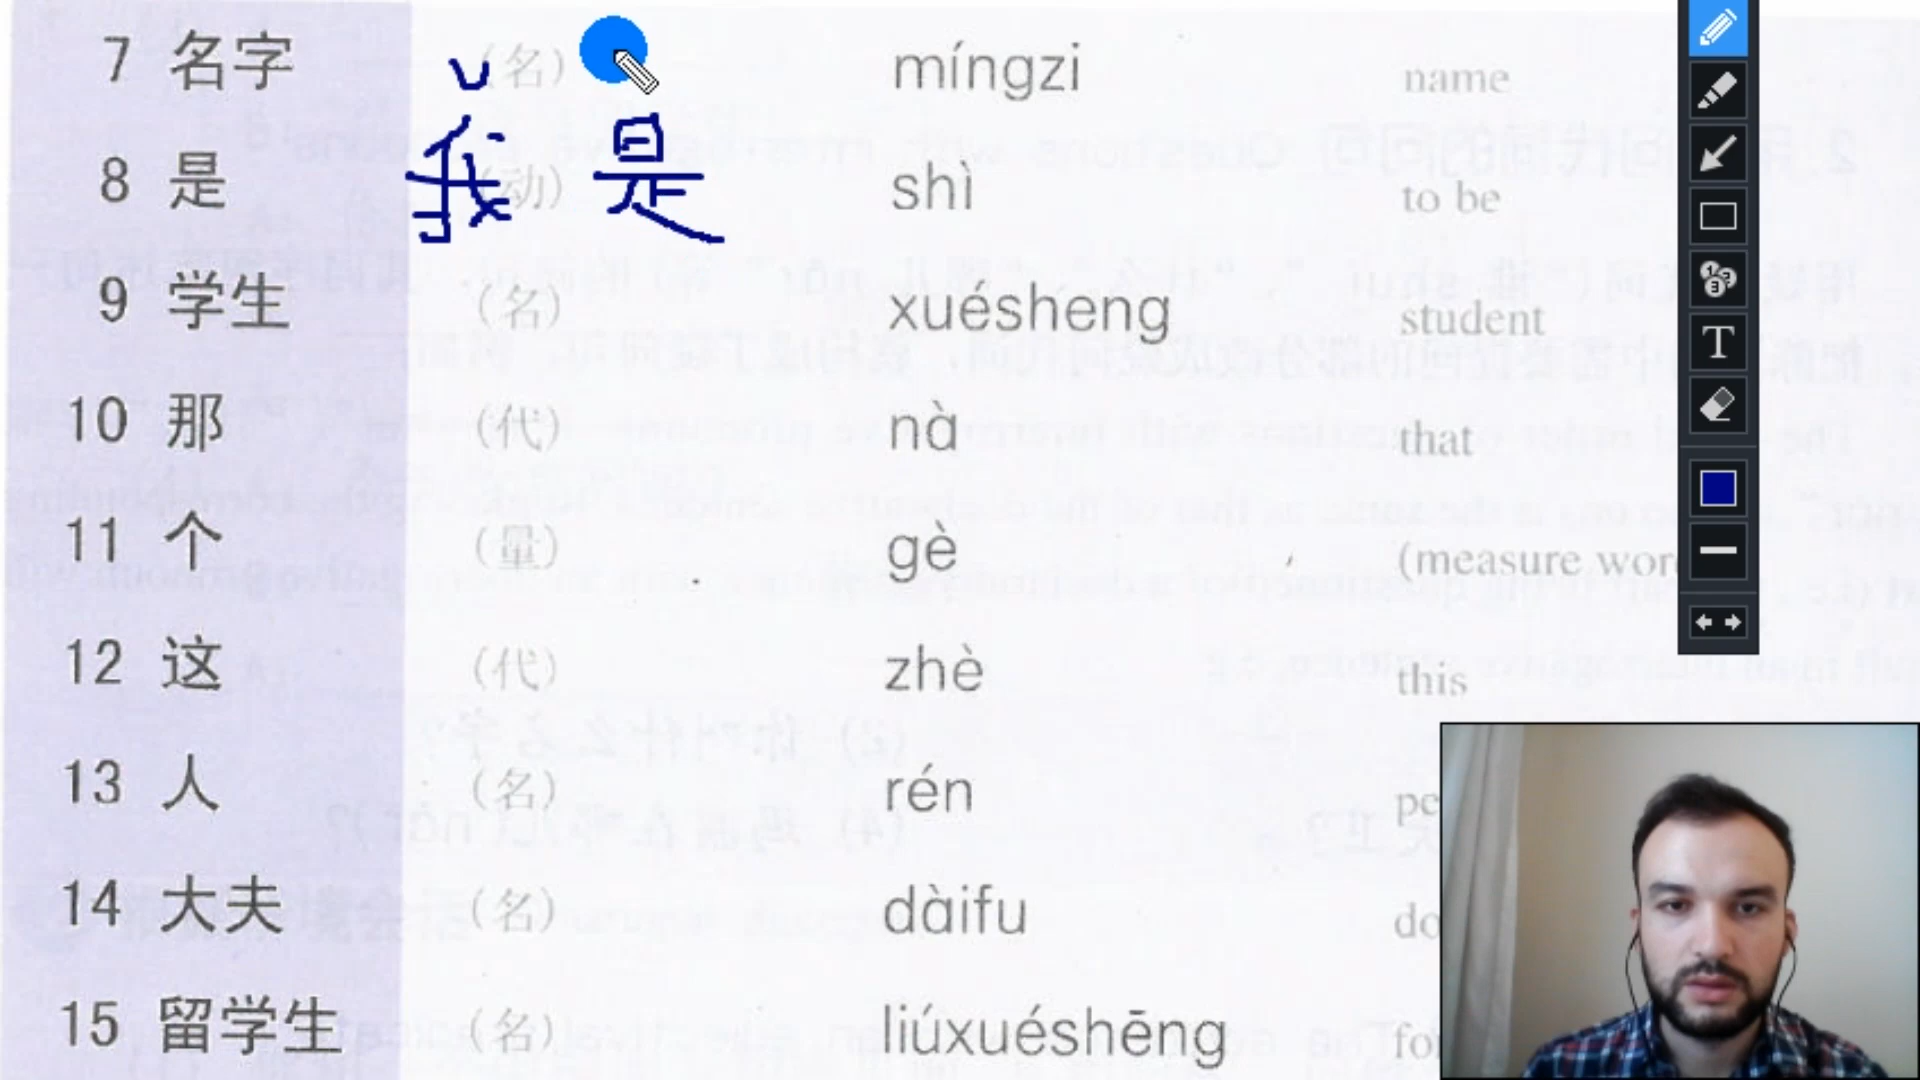 7 名字 (名) míngzi name
我是
8 是 (动) shì to be
9 学生 (名) xuésheng student
10 那 (代) nà that
11 个 (量) gè (measure wor
12 这 (代) zhè this
13 人 (名) rén pe
14 大夫 (名) dàifu do
15 留学生 (名) liúxuéshēng for
T